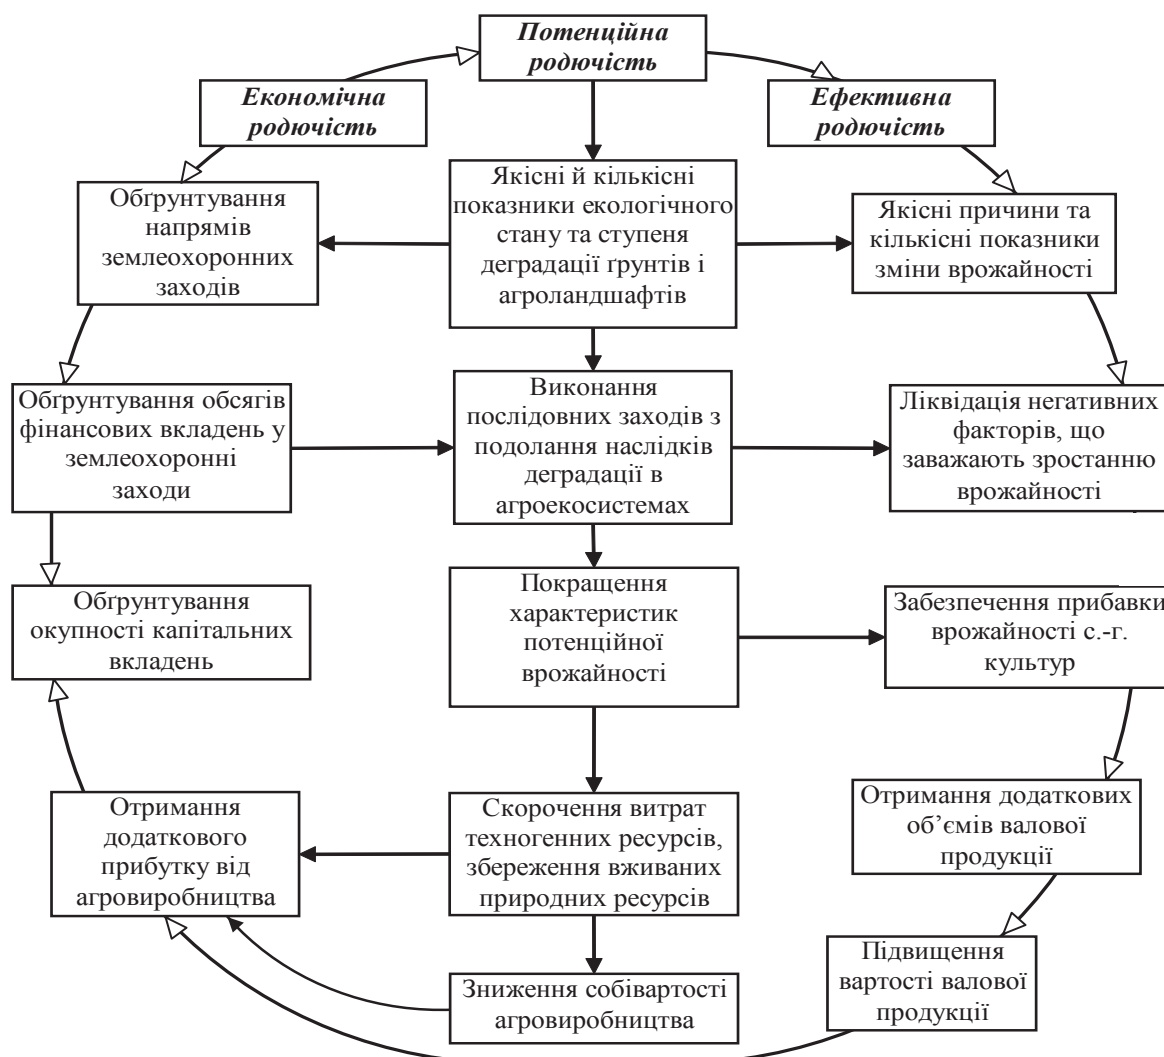 Потенційна
родючість
Економічна
родючість
Ефективна
родючість
Обґрунтування
напрямів
землеохоронних
заходів
Якісні й кількісні
показники екологічного
стану та ступеня
деградації ґрунтів і
агроландшафтів
Якісні причини та
кількісні показники
зміни врожайності
Обґрунтування обсягів
фінансових вкладень у
землеохоронні
заходи
Виконання
послідовних заходів з
подолання наслідків
деградації в
агроекосистемах
Ліквідація негативних
факторів, що
заважають зростанню
врожайності
Обґрунтування
окупності капітальних
вкладень
Покращення
характеристик
потенційної
врожайності
Забезпечення прибавки
врожайності с.-г.
культур
Отримання
додаткового
прибутку від
агровиробництва
Скорочення витрат
техногенних ресурсів,
збереження вживаних
природних ресурсів
Отримання додаткових
об’ємів валової
продукції
Зниження собівартості
агровиробництва
Підвищення
вартості валової
продукції